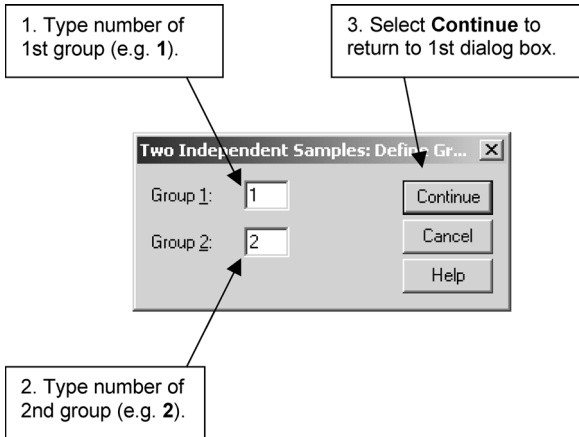 1. Type number of
1st group (e.g. 1).
3. Select Continue to
return to 1st dialog box.
Two Independent Samples: Define Gr...
Group 1:
1
Continue
Group 2:
2
Cancel
Help
2. Type number of
2nd group (e.g. 2).